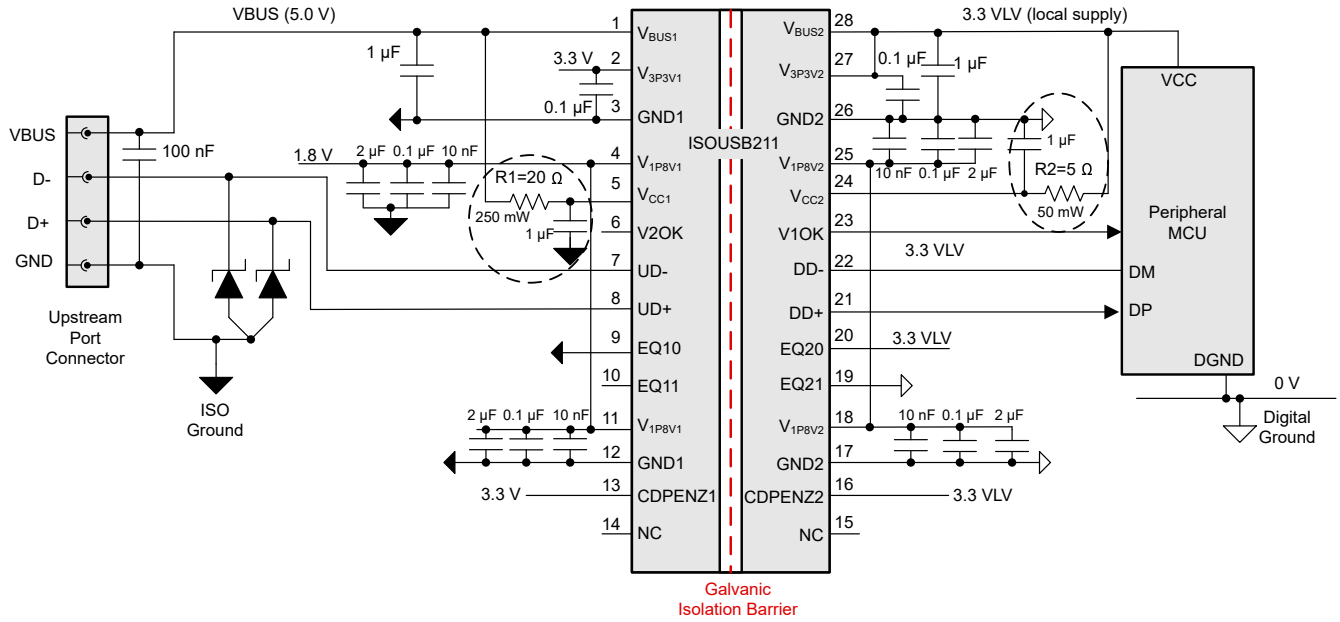 VBUS (5.0 V)
3.3 VLV (local supply)
1
2
3
4
5
6
7
8
9
10
11
12
13
14
VBUS1
V3P3V1
GND1
V1P8V1
VCC1
V2OK
UD-
UD+
EQ10
EQ11
V1P8V1
GND1
CDPENZ1
NC
ISOUSB211
28
27
26
25
24
23
22
21
20
19
18
17
16
15
VBUS2
V3P3V2
GND2
V1P8V2
VCC2
V1OK
DD-
DD+
EQ20
EQ21
V1P8V2
GND2
CDPENZ2
NC
VBUS
D-
D+
GND
Upstream
Port
Connector
100 nF
ISO
Ground
1 µF
3.3 V
0.1 µF
1.8 V
2 µF
0.1 µF
10 nF
R1=20 Ω
250 mW
1 µF
2 µF
0.1 µF
10 nF
3.3 V
0.1 µF
1 µF
10 nF
0.1 µF
2 µF
1 µF
R2=5 Ω
50 mW
3.3 VLV
3.3 VLV
10 nF
0.1 µF
2 µF
3.3 VLV
VCC
Peripheral
MCU
DM
DP
DGND
0 V
Digital
Ground
Galvanic
Isolation Barrier